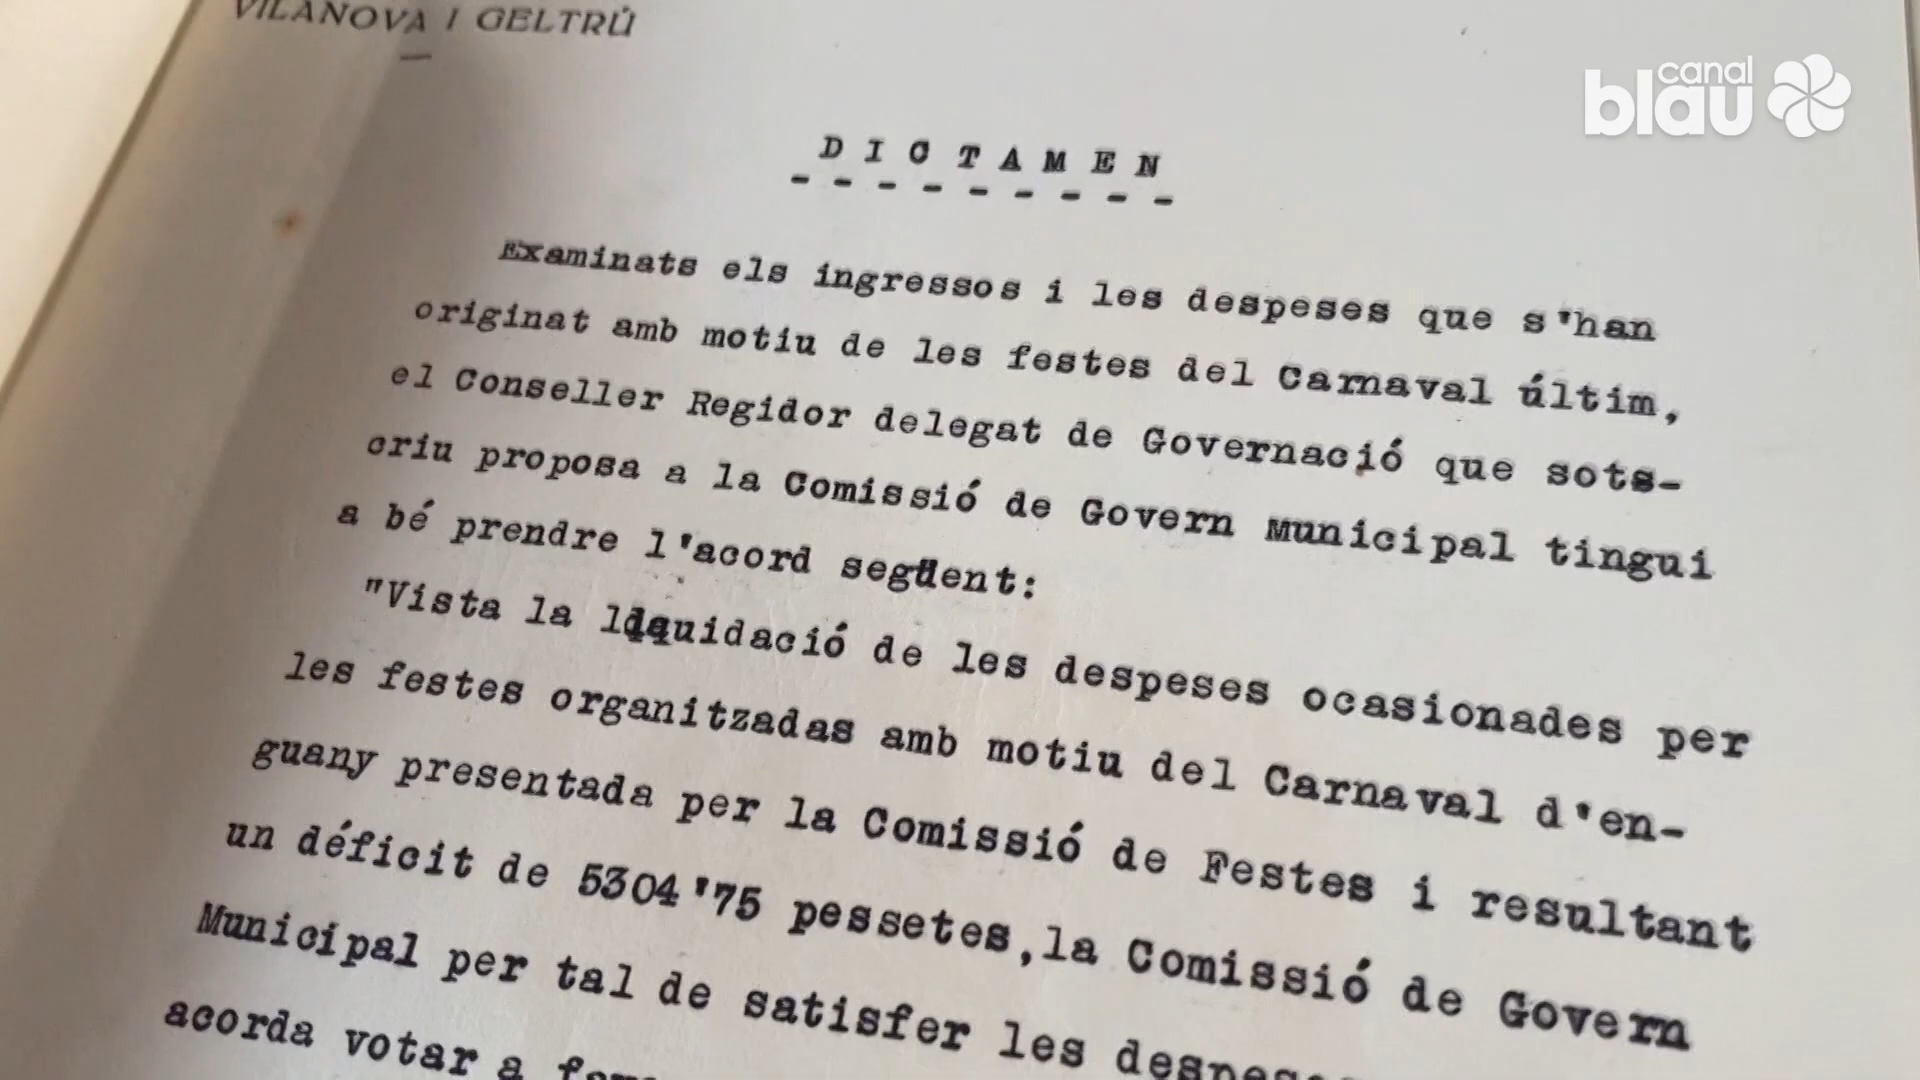 VILANOVA I GELTRÚ
canal
blau
DICTAMEN
Examinats els ingressos i les despeses que s'han
originat amb motiu de les festes del Carnaval últim,
el Conseller Regidor delegat de Governació que sots-
criu proposa a la Comissió de Govern Municipal tingui
a bé prendre l'acord següent:
"Vista la liquidació de les despeses ocasionades per
les festes organitzadas amb motiu del Carnaval d'en-
guany presentada per la Comissió de Festes i resultant
un déficit de 5304'75 pessetes, la Comissió de Govern
Municipal per tal de satisfer les despeses
acorda votar a